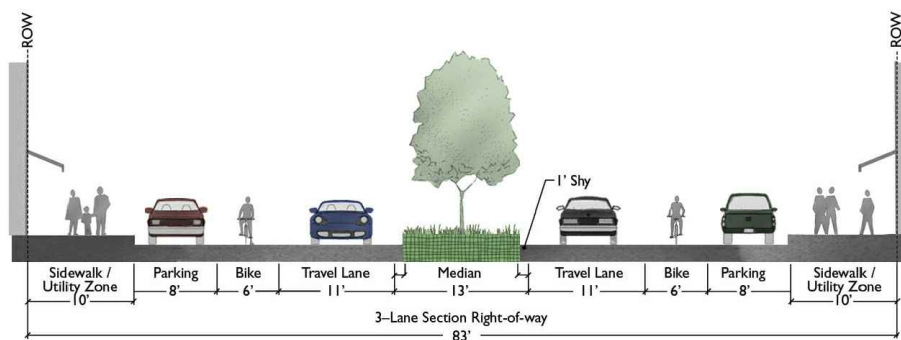 ROW
ROW
1' Shy
Sidewalk / Utility Zone
10'
Parking
8'
Bike
6'
Travel Lane
11'
Median
13'
Travel Lane
11'
Bike
6'
Parking
8'
Sidewalk / Utility Zone
10'
3–Lane Section Right-of-way
83'